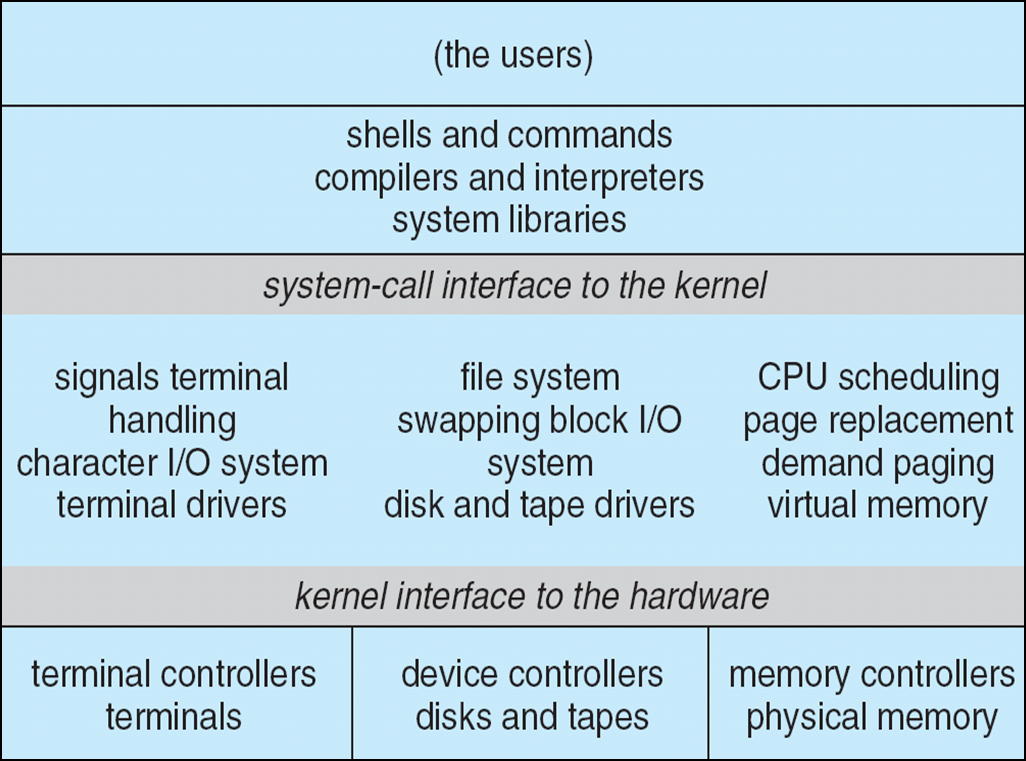 (the users)
shells and commands
compilers and interpreters
system libraries
system-call interface to the kernel
signals terminal
handling
character I/O system
terminal drivers
file system
swapping block I/O
system
disk and tape drivers
CPU scheduling
page replacement
demand paging
virtual memory
kernel interface to the hardware
terminal controllers
terminals
device controllers
disks and tapes
memory controllers
physical memory